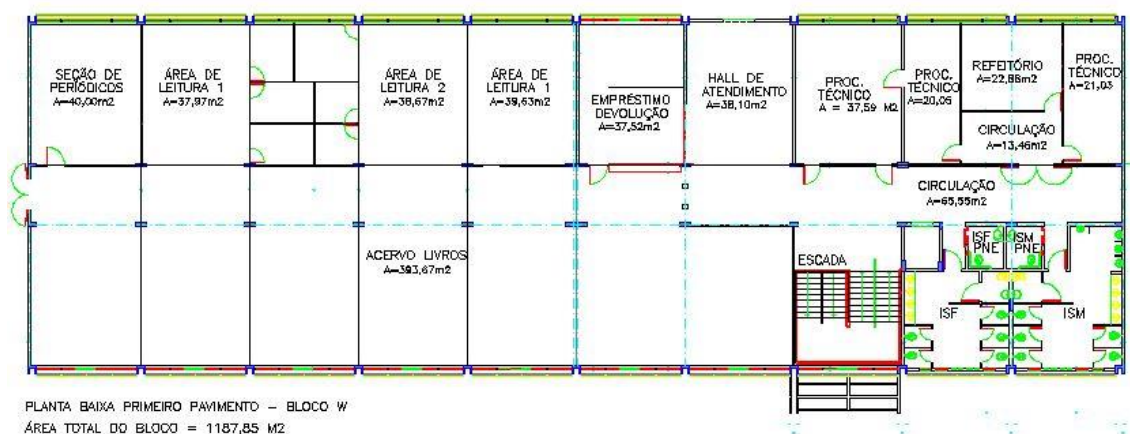 SEÇÃO DE
PERIÓDICOS
A=40,00m2
ÁREA DE
LEITURA 1
A=37,97m2
ÁREA DE
LEITURA 2
A=38,67m2
ÁREA DE
LEITURA 1
A=39,63m2
EMPRÉSTIMO
DEVOLUÇÃO
A=37,52m2
HALL DE
ATENDIMENTO
A=38,10m2
PROC.
TÉCNICO
A = 37,59 M2
PROC.
TÉCNICO
A=20,06
REFEITÓRIO
A=22,88m2
PROC.
TÉCNICO
A=21,03
CIRCULAÇÃO
A=13,46m2
CIRCULAÇÃO
A=65,55m2
ACERVO LIVROS
A=393,67m2
ESCADA
ISF
PNE
ISM
PNE
ISF
ISM
PLANTA BAIXA PRIMEIRO PAVIMENTO - BLOCO W
ÁREA TOTAL DO BLOCO = 1187,85 M2